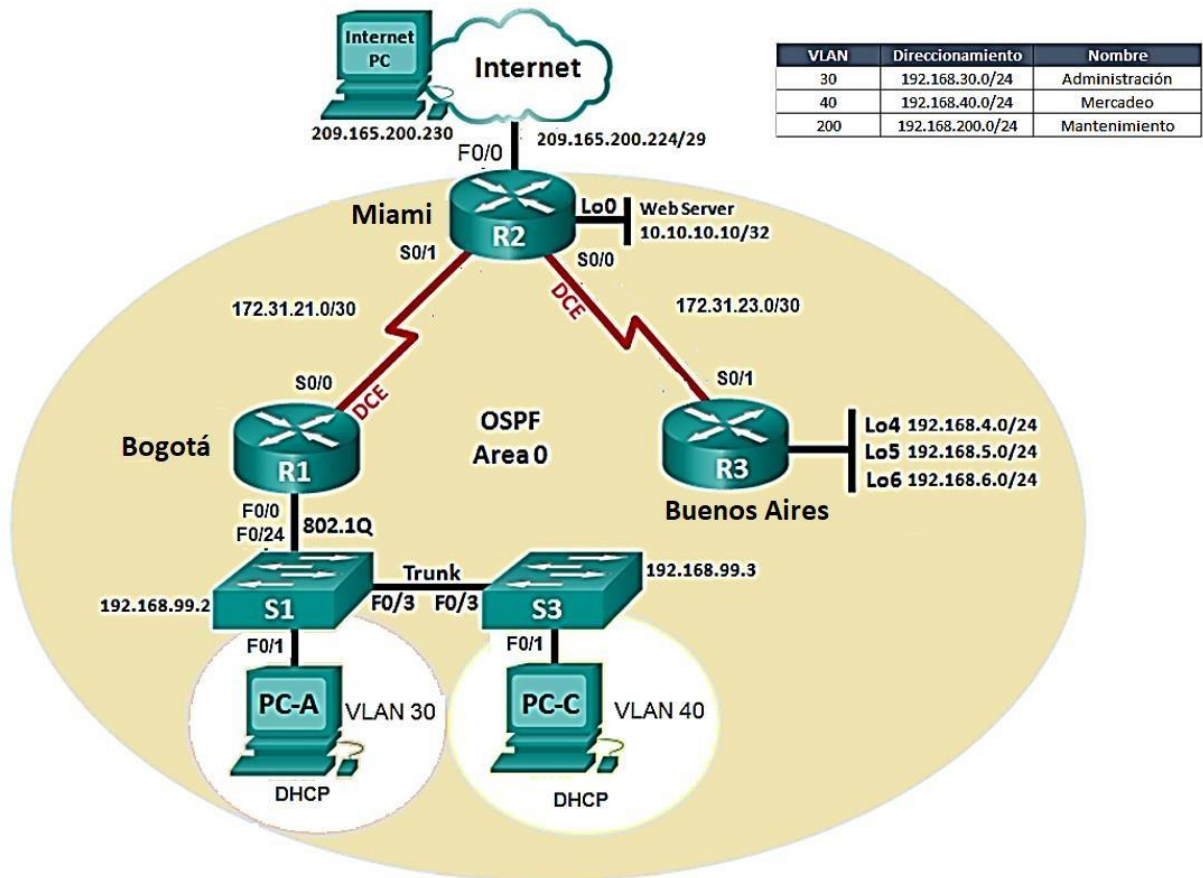 Internet
PC
Internet
209.165.200.230
209.165.200.224/29
F0/0
VLAN Direccionamiento Nombre
30 192.168.30.0/24 Administración
40 192.168.40.0/24 Mercadeo
200 192.168.200.0/24 Mantenimiento
Miami
R2
Lo0
Web Server
10.10.10.10/32
S0/1
S0/0
DCE
172.31.21.0/30
172.31.23.0/30
S0/0
DCE
S0/1
OSPF
Area 0
Bogotá
R1
R3
Buenos Aires
Lo4 192.168.4.0/24
Lo5 192.168.5.0/24
Lo6 192.168.6.0/24
F0/0
F0/24
802.1Q
Trunk
F0/3 F0/3
192.168.99.2
S1
S3
192.168.99.3
F0/1
F0/1
PC-A
VLAN 30
PC-C
VLAN 40
DHCP
DHCP